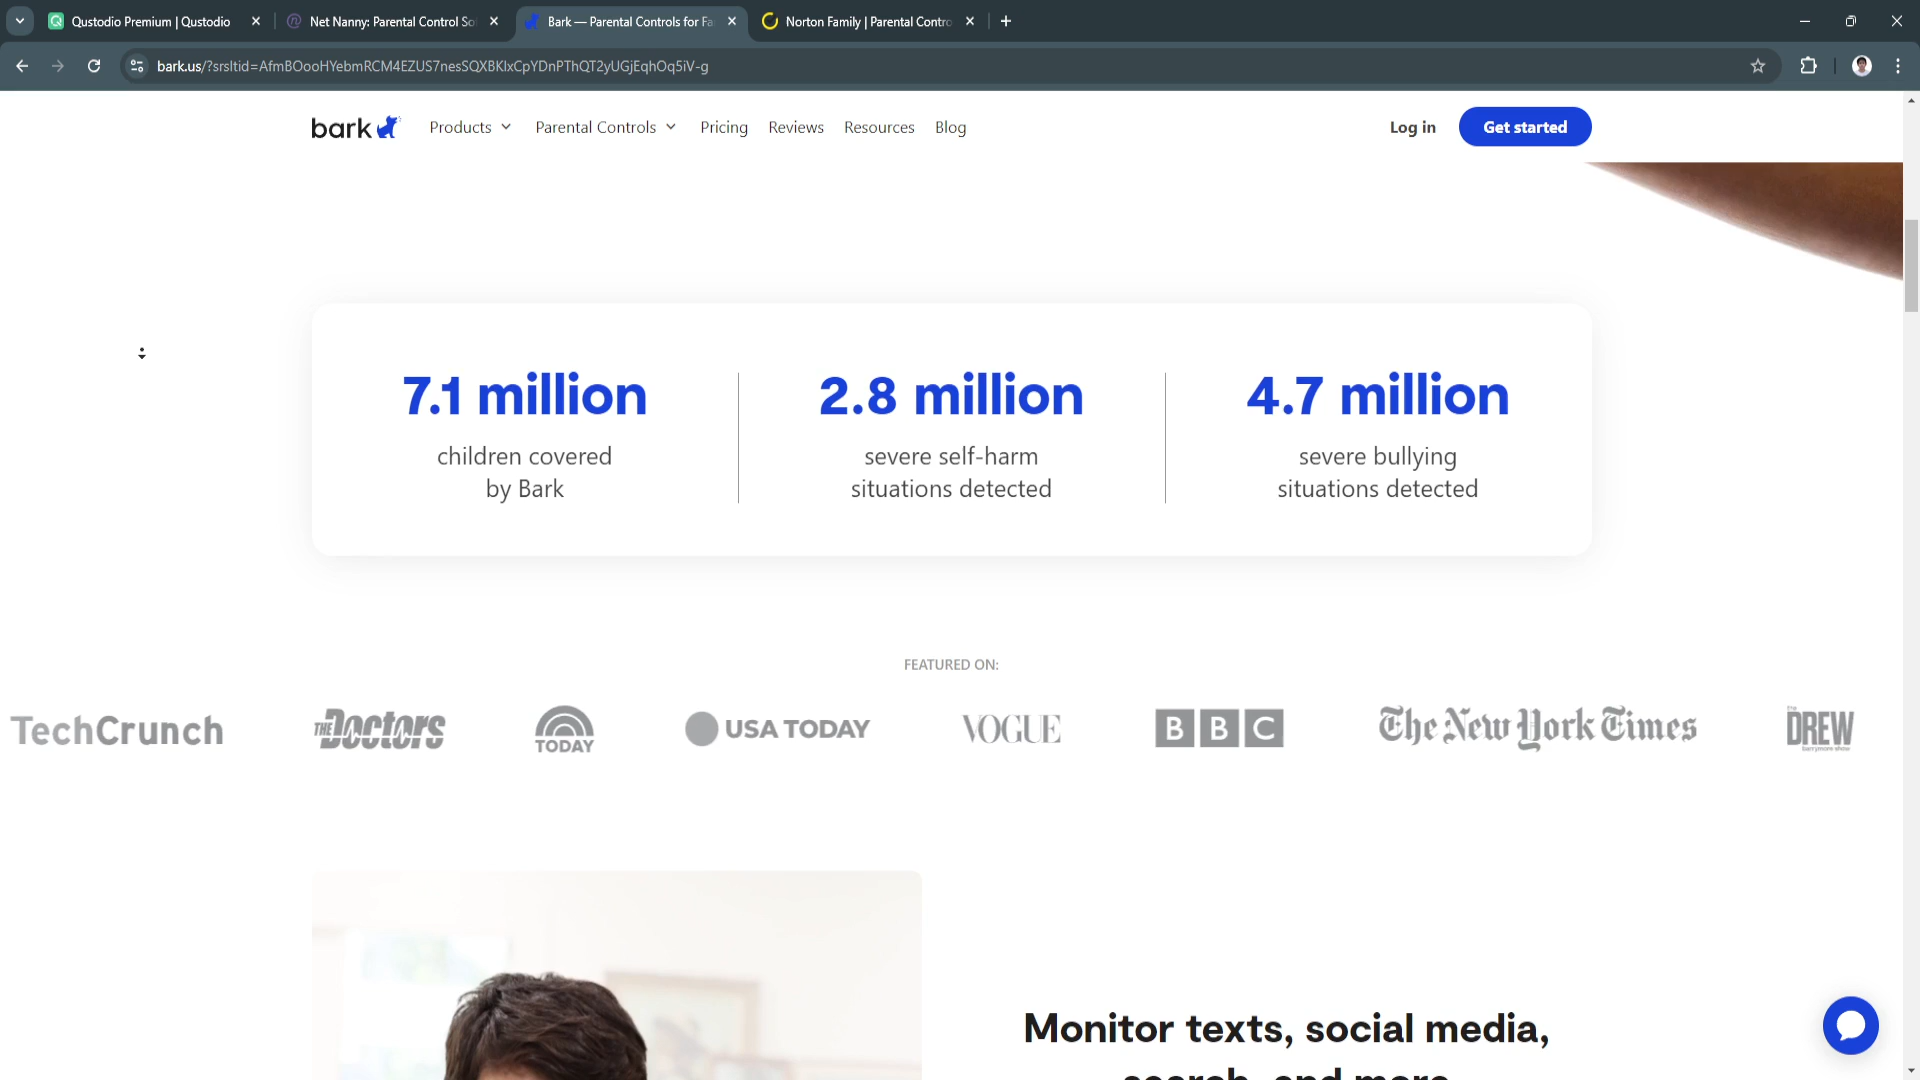 Qustodio Premium | Qustodio
Net Nanny: Parental Control So
Bark — Parental Controls for Fa
Norton Family | Parental Contro
bark.us/?srsltid=AfmBOooHYebmRCM4EZUS7nesSQXBKlxCpYDnPThQT2yUGjEqhOq5iV-g
bark
Products
Parental Controls
Pricing
Reviews
Resources
Blog
Log in
Get started
7.1 million
children covered
by Bark
2.8 million
severe self-harm
situations detected
4.7 million
severe bullying
situations detected
FEATURED ON:
TechCrunch
THE Doctors
TODAY
USA TODAY
VOGUE
BBC
The New York Times
the
DREW
barrymore show
Monitor texts, social media,
search, and more